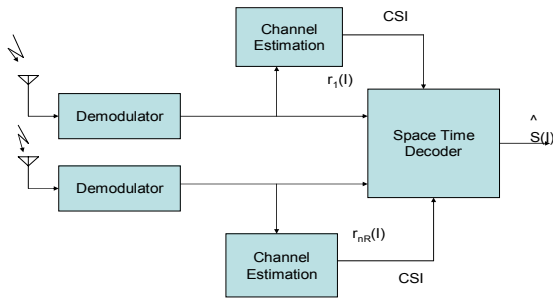 CSI
Channel
Estimation
r1(l)
Demodulator
Space Time
Decoder
^
S(l)
Demodulator
rnR(l)
Channel
Estimation
CSI